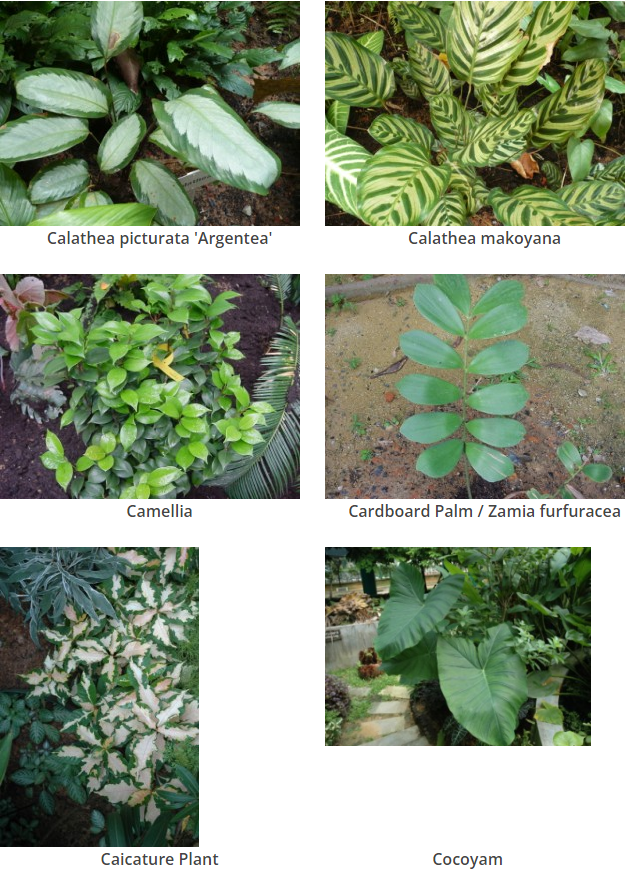 Calathea picturata 'Argentea'
Calathea makoyana
Camellia
Cardboard Palm / Zamia furfuracea
Caicature Plant
Cocoyam